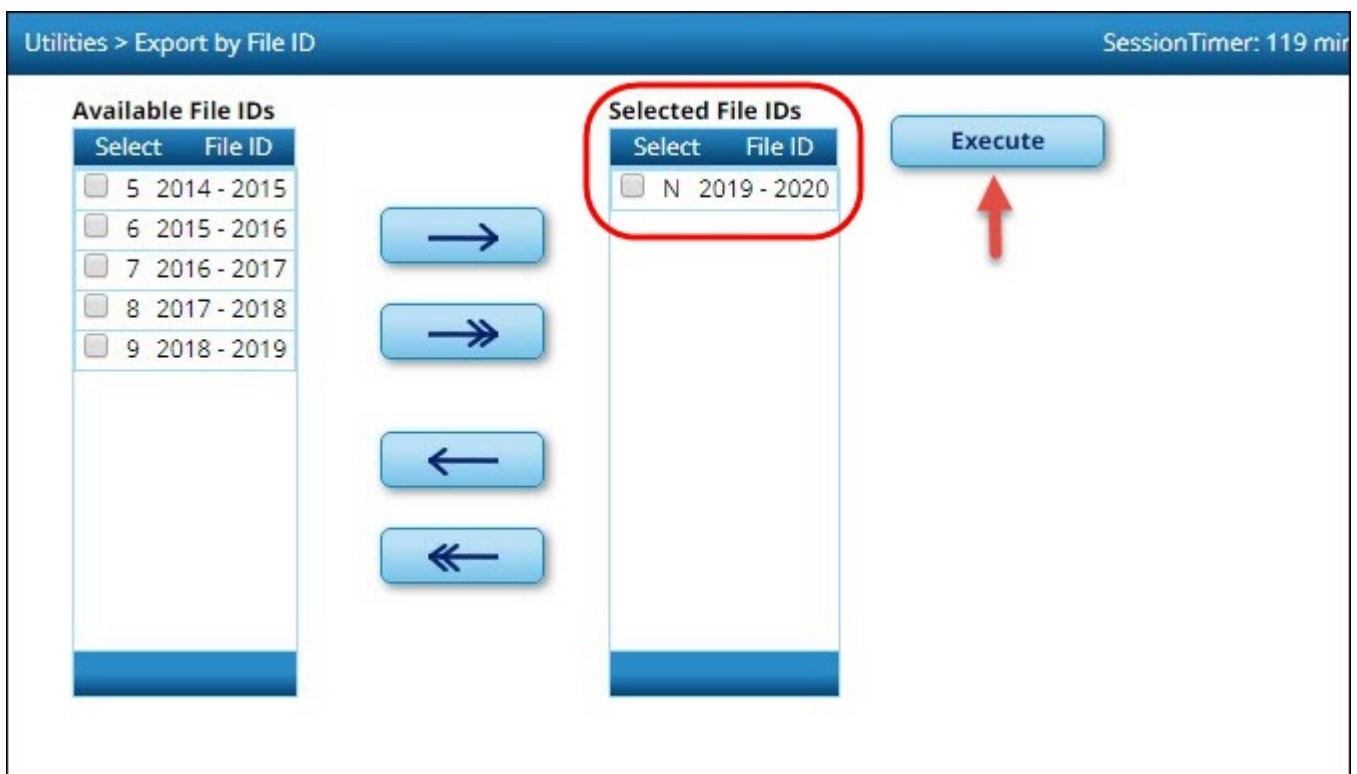 Utilities > Export by File ID
SessionTimer: 119 min
Available File IDs
Select File ID
5 2014 - 2015
6 2015 - 2016
7 2016 - 2017
8 2017 - 2018
9 2018 - 2019
Selected File IDs
Select File ID
N 2019 - 2020
Execute